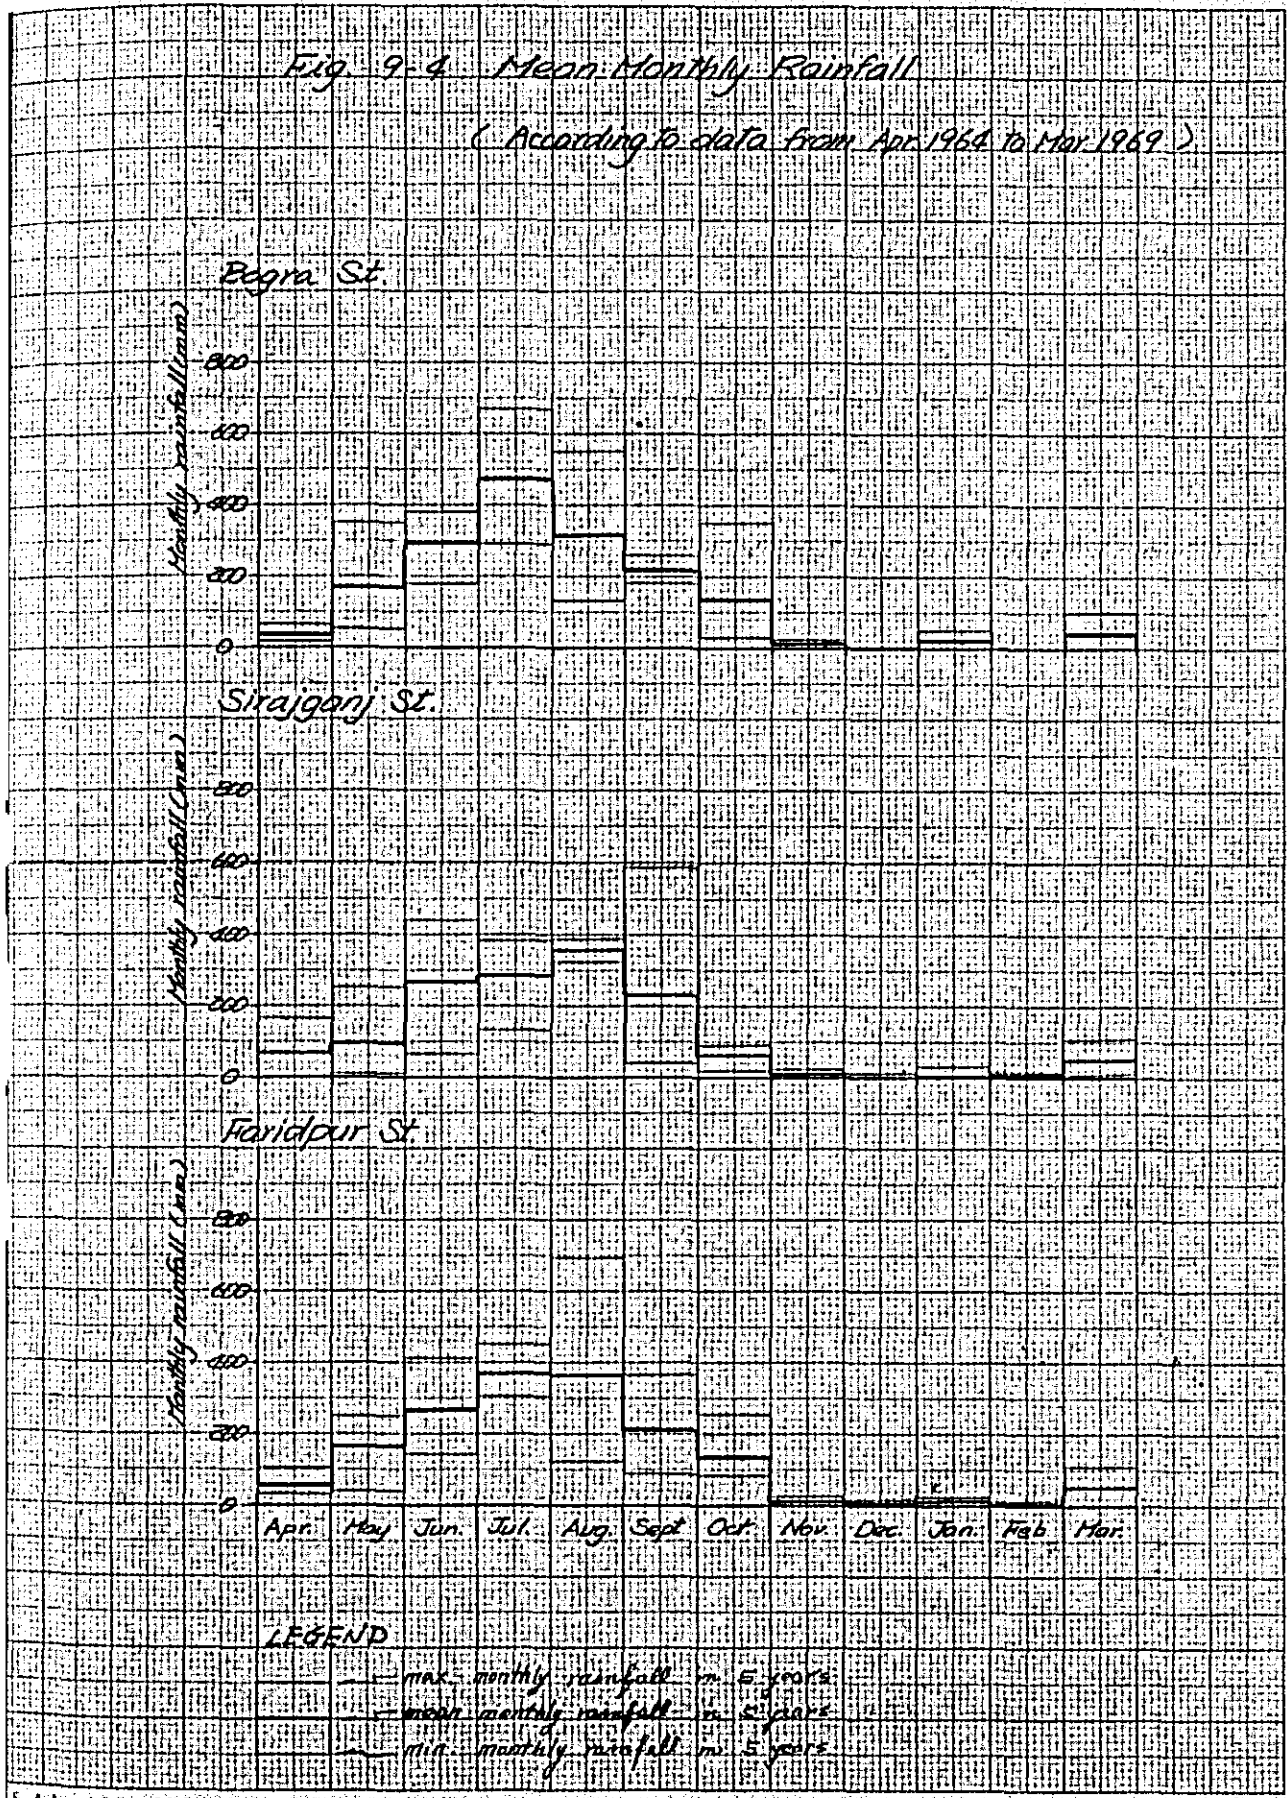 Fig. 9-4 Mean Monthly Rainfall
( According to data from Apr. 1964 to Mar. 1969 )
Bogra St.
Monthly rainfall (mm)
800
600
400
200
0
Sirajganj St.
Monthly rainfall (mm)
800
600
400
200
0
Faridpur St.
Monthly rainfall (mm)
800
600
400
200
0
Apr. May Jun. Jul. Aug. Sept. Oct. Nov. Dec. Jan. Feb. Mar.
LEGEND
max. monthly rainfall in 5 years
mean monthly rainfall in 5 years
min. monthly rainfall in 5 years